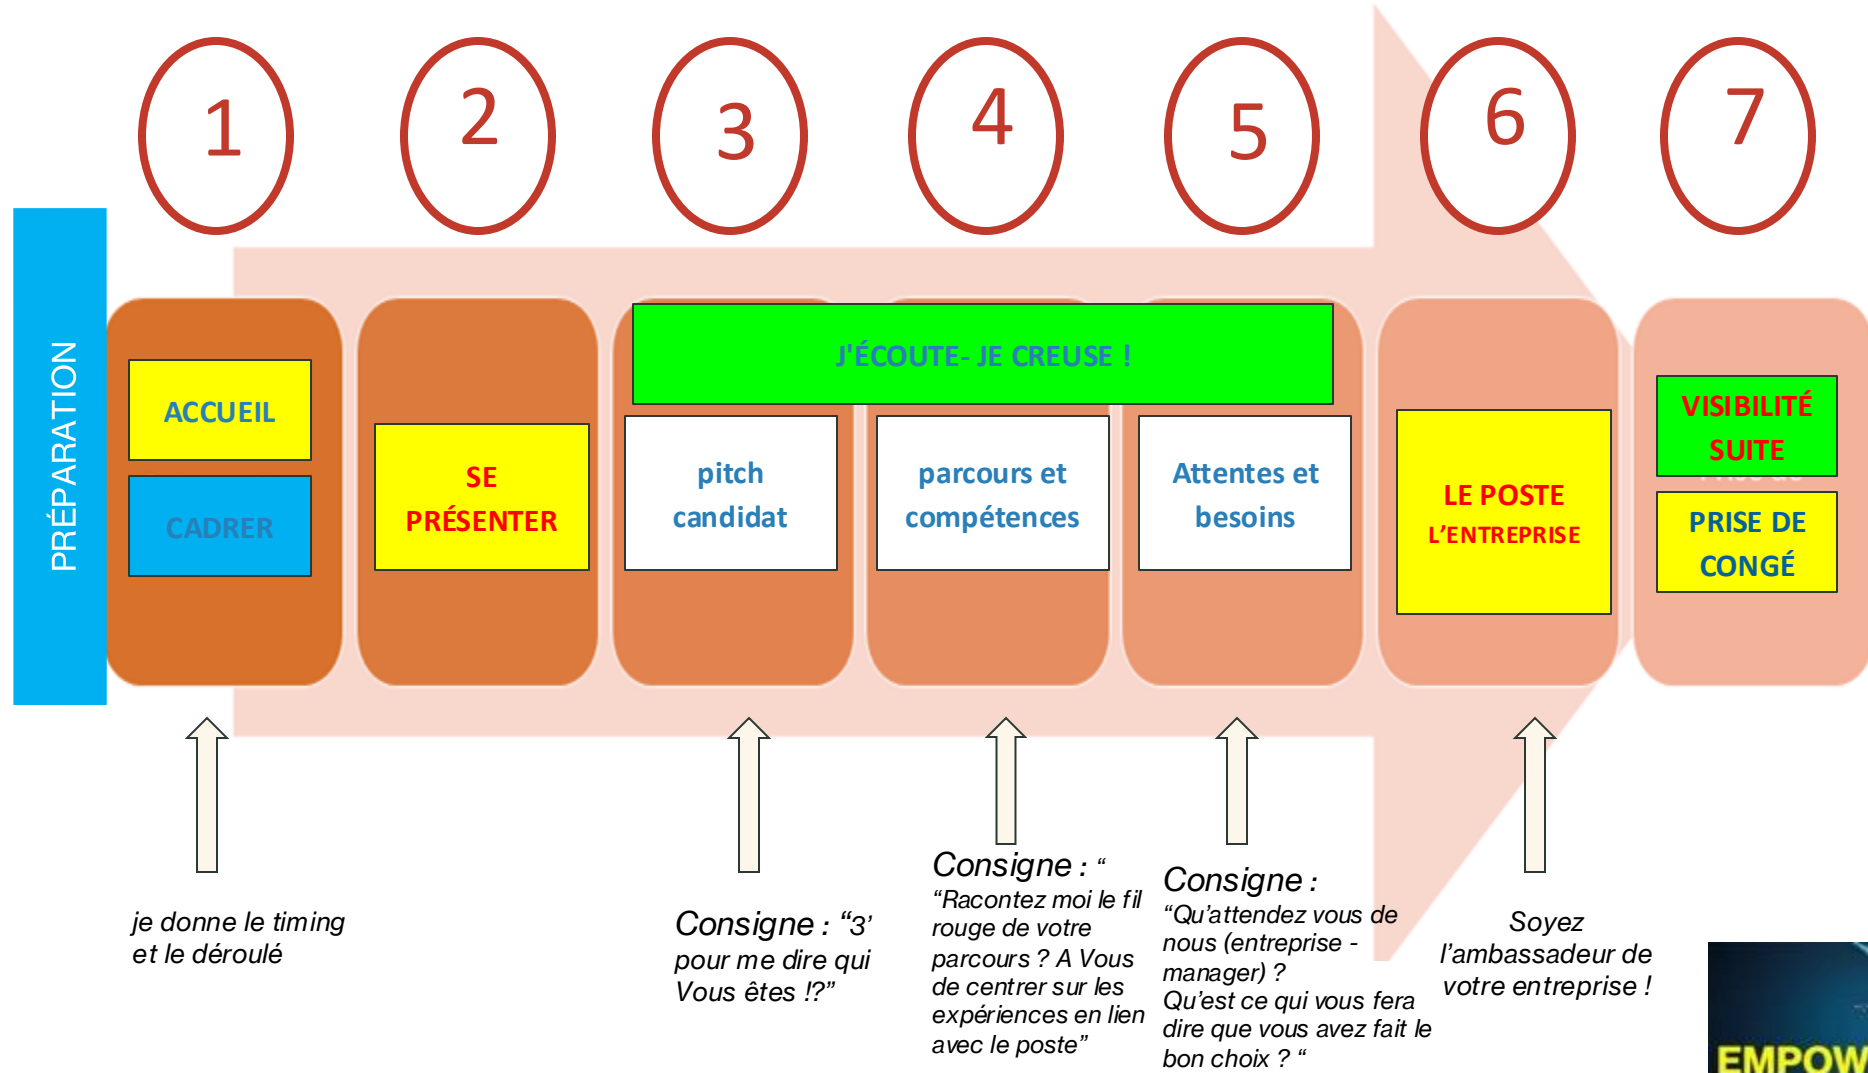 1
2
3
4
5
6
7
PRÉPARATION
ACCUEIL
CADRER
SE
PRÉSENTER
J'ÉCOUTE- JE CREUSE !
pitch
candidat
parcours et
compétences
Attentes et
besoins
LE POSTE
L’ENTREPRISE
VISIBILITÉ
SUITE
PRISE DE
CONGÉ
je donne le timing
et le déroulé
Consigne : “3’
pour me dire qui
Vous êtes !?”
Consigne : “
“Racontez moi le fil
rouge de votre
parcours ? A Vous
de centrer sur les
expériences en lien
avec le poste”
Consigne :
“Qu’attendez vous de
nous (entreprise -
manager) ?
Qu’est ce qui vous fera
dire que vous avez fait le
bon choix ? “
Soyez
l’ambassadeur de
votre entreprise !
EMPOW